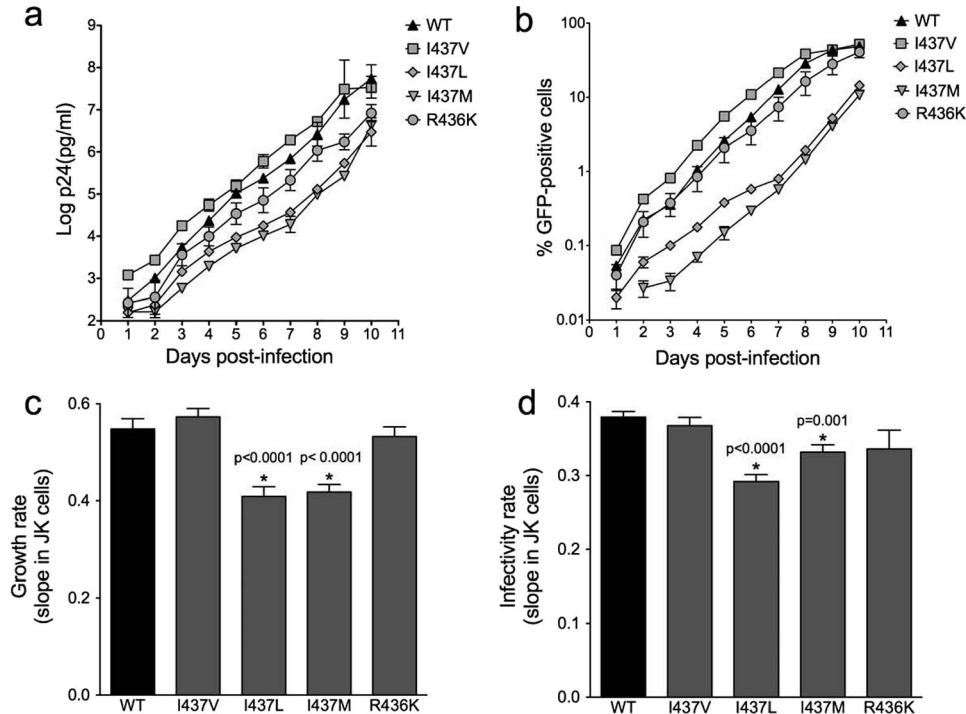 a
Log p24(pg/ml)
9
8
7
6
5
4
3
2
0 1 2 3 4 5 6 7 8 9 10 11
Days post-infection
WT
I437V
I437L
I437M
R436K
b
% GFP-positive cells
100
10
1
0.1
0.01
0 1 2 3 4 5 6 7 8 9 10 11
Days post-infection
WT
I437V
I437L
I437M
R436K
c
Growth rate
(slope in JK cells)
0.6
0.4
0.2
0.0
p<0.0001 p< 0.0001
* *
WT I437V I437L I437M R436K
d
Infectivity rate
(slope in JK cells)
0.4
0.3
0.2
0.1
0.0
p=0.001
p<0.0001
* *
WT I437V I437L I437M R436K